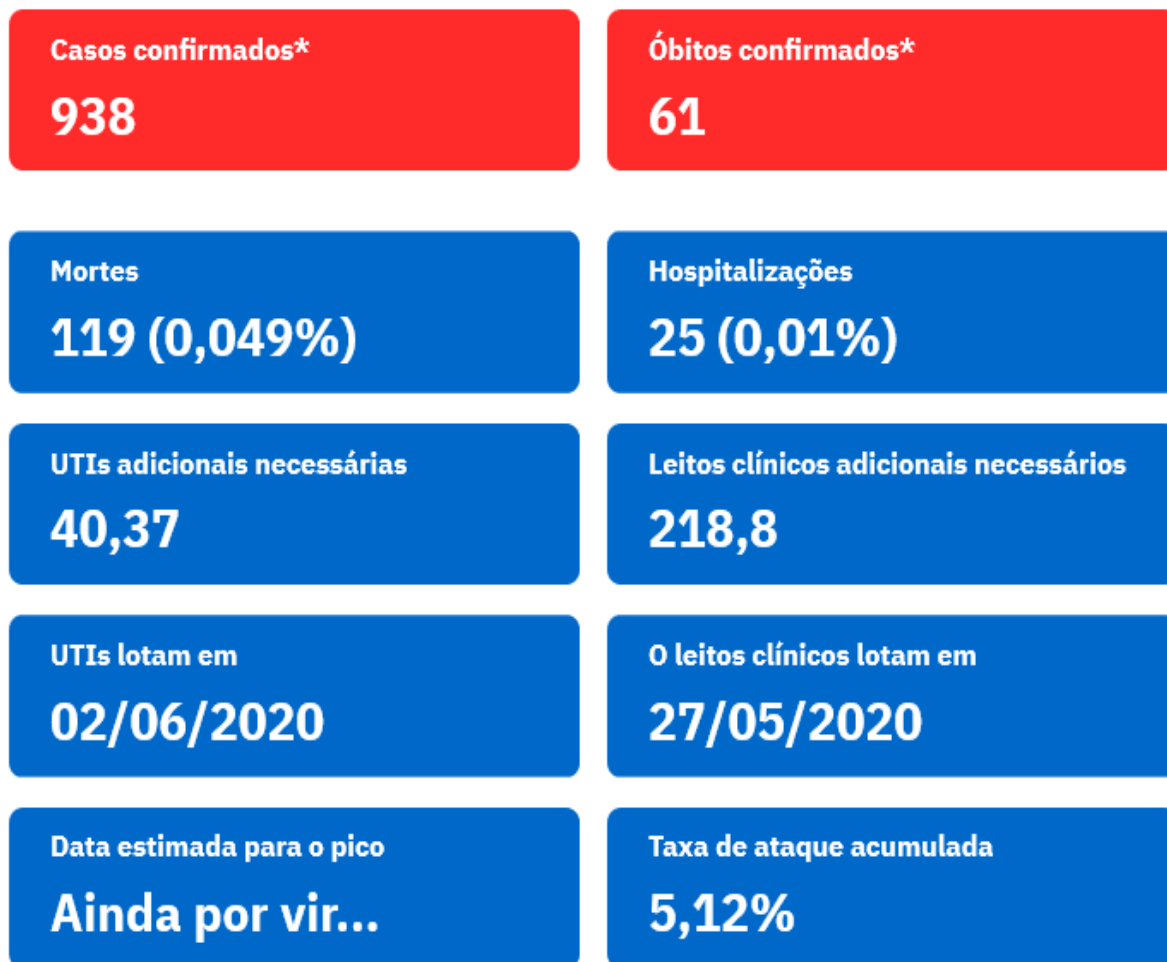 Casos confirmados*
938
Óbitos confirmados*
61
Mortes
119 (0,049%)
Hospitalizações
25 (0,01%)
UTIs adicionais necessárias
40,37
Leitos clínicos adicionais necessários
218,8
UTIs lotam em
02/06/2020
O leitos clínicos lotam em
27/05/2020
Data estimada para o pico
Ainda por vir...
Taxa de ataque acumulada
5,12%